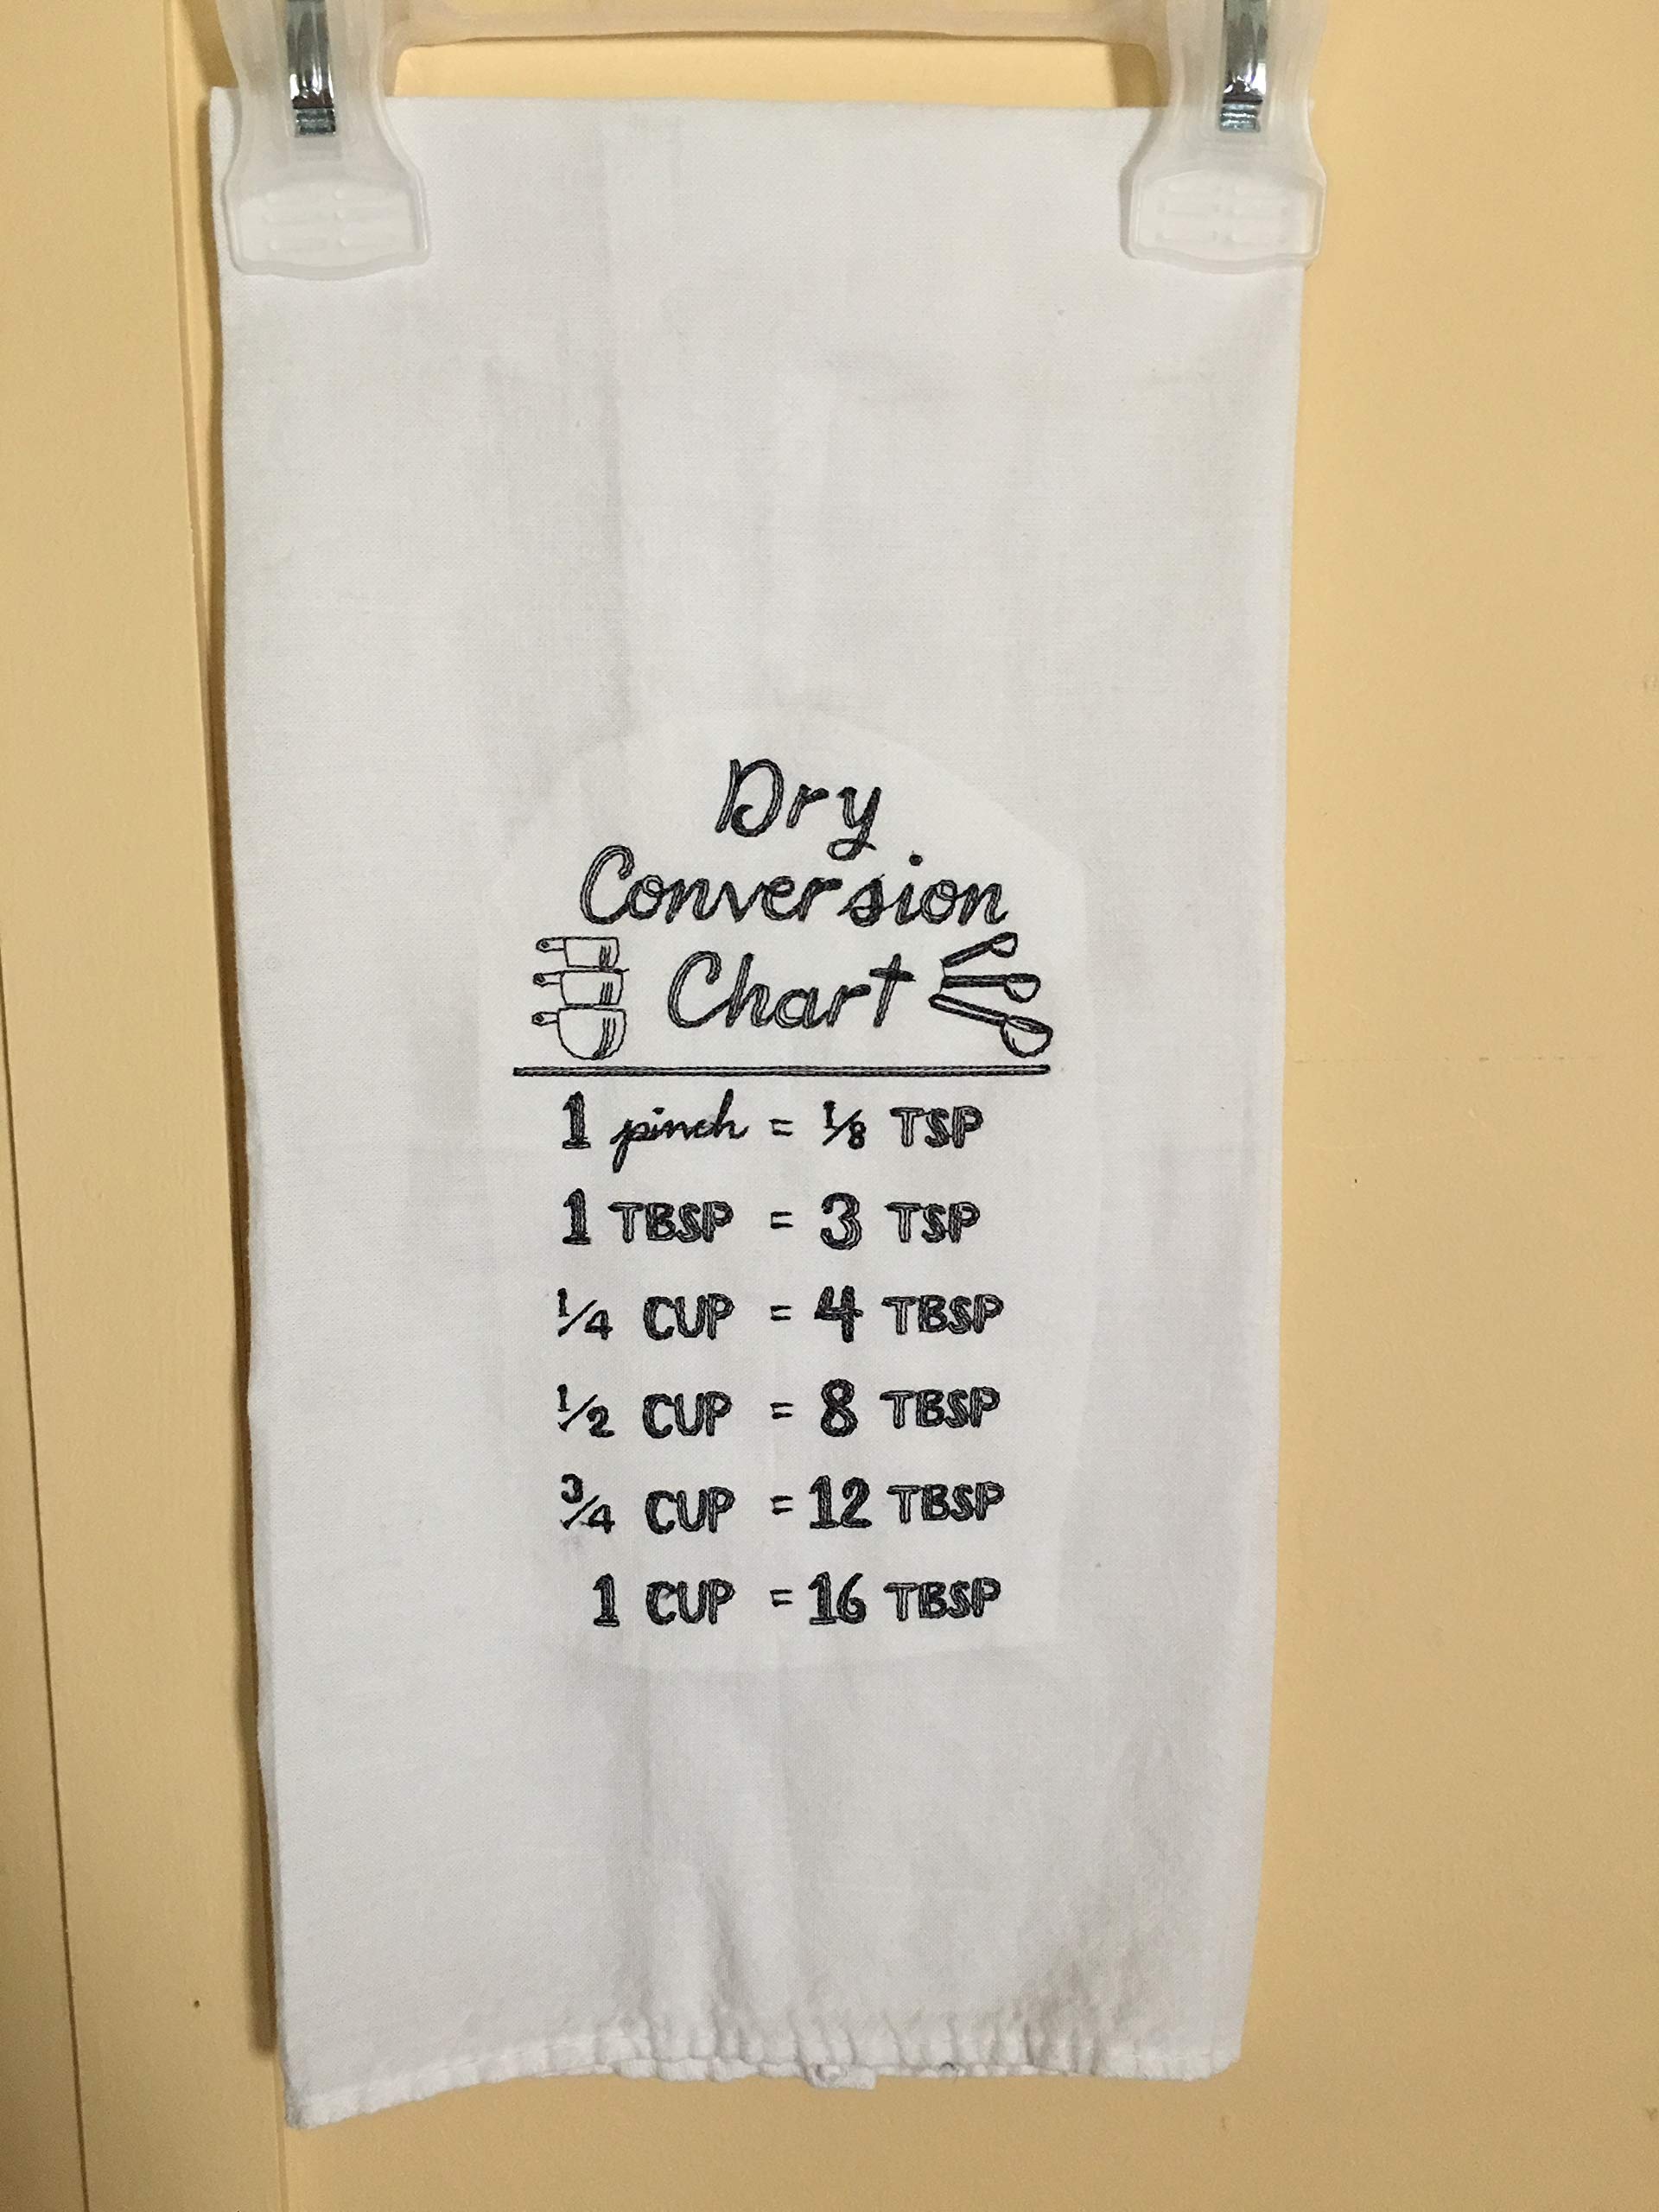 Dry
Conversion
Chart
1 pinch = 1/8 TSP
1 TBSP = 3 TSP
1/4 CUP = 4 TBSP
1/2 CUP = 8 TBSP
3/4 CUP = 12 TBSP
1 CUP = 16 TBSP